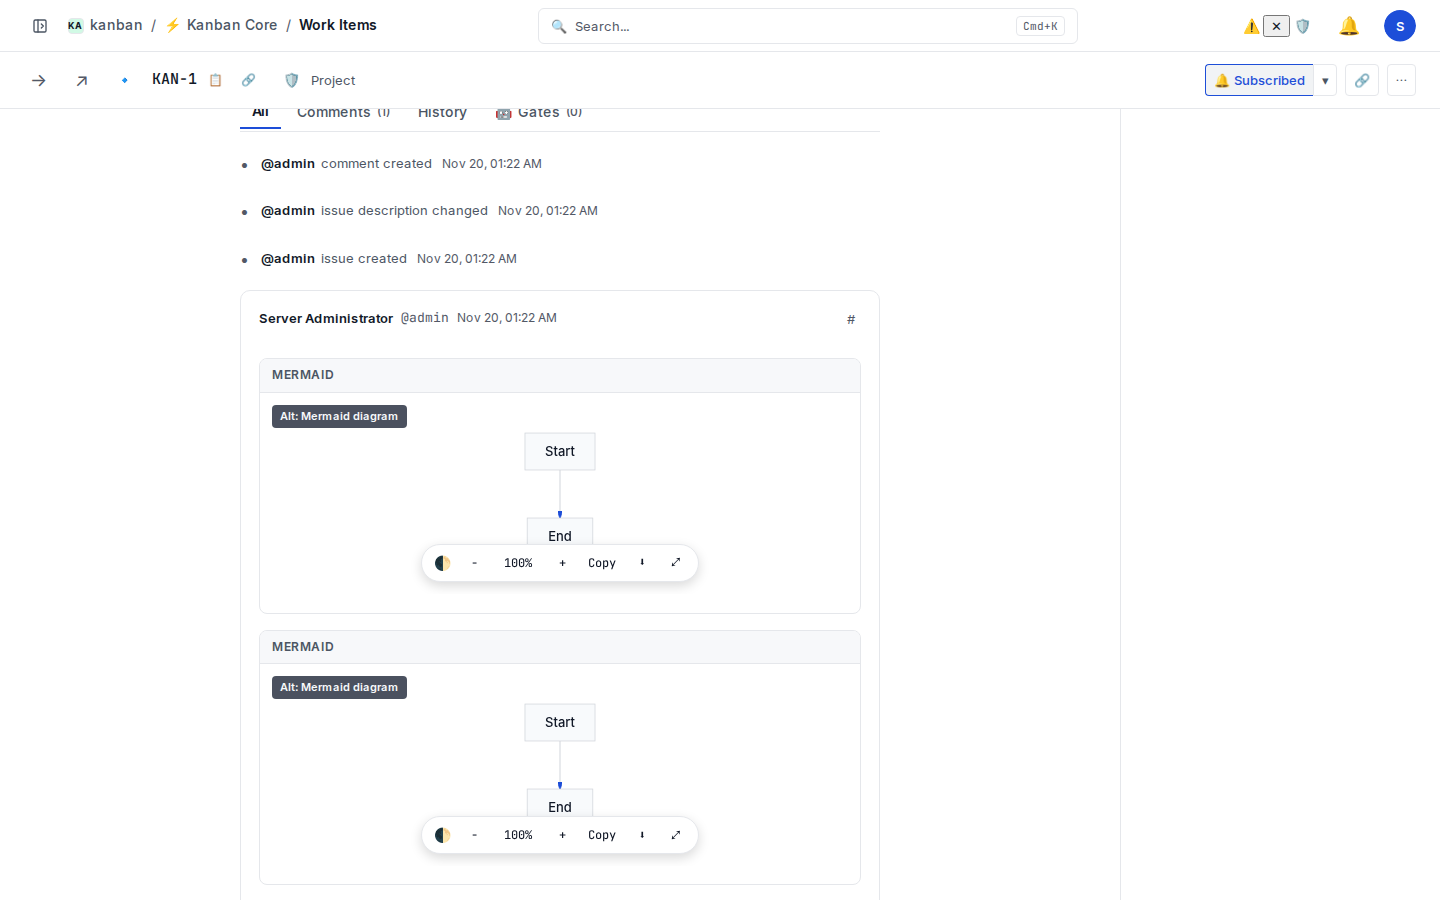 KA kanban / ⚡ Kanban Core / Work Items
🔍 Search... Cmd+K
⚠️ ✕ 🛡️ 🔔 S
→ ↗ 🔹 KAN-1 📋 🔗 🛡️ Project
🔔 Subscribed ▾ 🔗 ···
All Comments (1) History 🤖 Gates (0)
• @admin comment created Nov 20, 01:22 AM
• @admin issue description changed Nov 20, 01:22 AM
• @admin issue created Nov 20, 01:22 AM
Server Administrator @admin Nov 20, 01:22 AM #
MERMAID
Alt: Mermaid diagram
Start
End
🌓 - 100% + Copy ⬇ ⤢
MERMAID
Alt: Mermaid diagram
Start
End
🌓 - 100% + Copy ⬇ ⤢